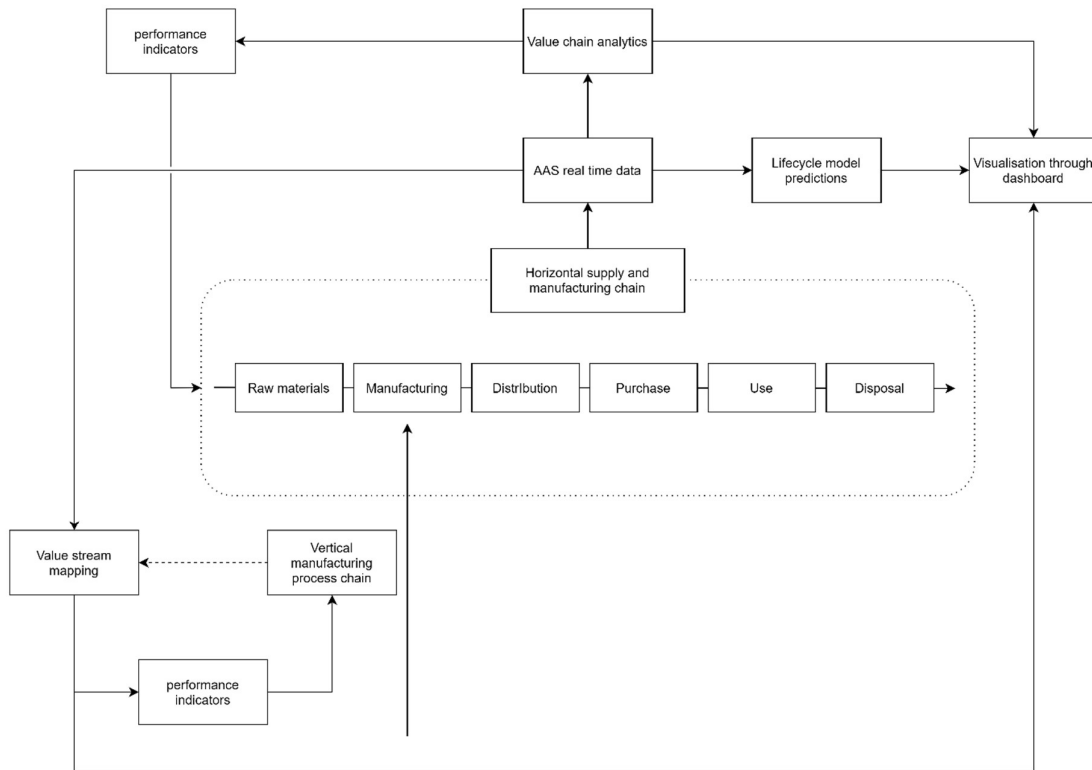 performance
indicators
Value chain analytics
AAS real time data
Lifecycle model
predictions
Visualisation through
dashboard
Horizontal supply and
manufacturing chain
Raw materials
Manufacturing
DistrIbution
Purchase
Use
Disposal
Value stream
mapping
Vertical
manufacturing
process chain
performance
indicators